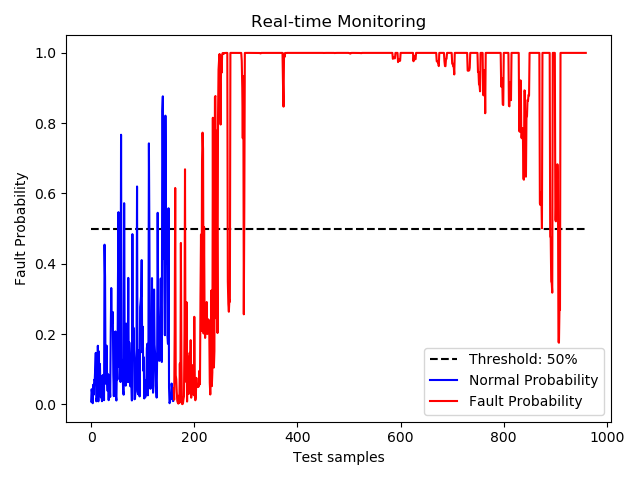 Real-time Monitoring
Fault Probability
1.0
0.8
0.6
0.4
0.2
0.0
Threshold: 50%
Normal Probability
Fault Probability
0
200
400
600
800
1000
Test samples